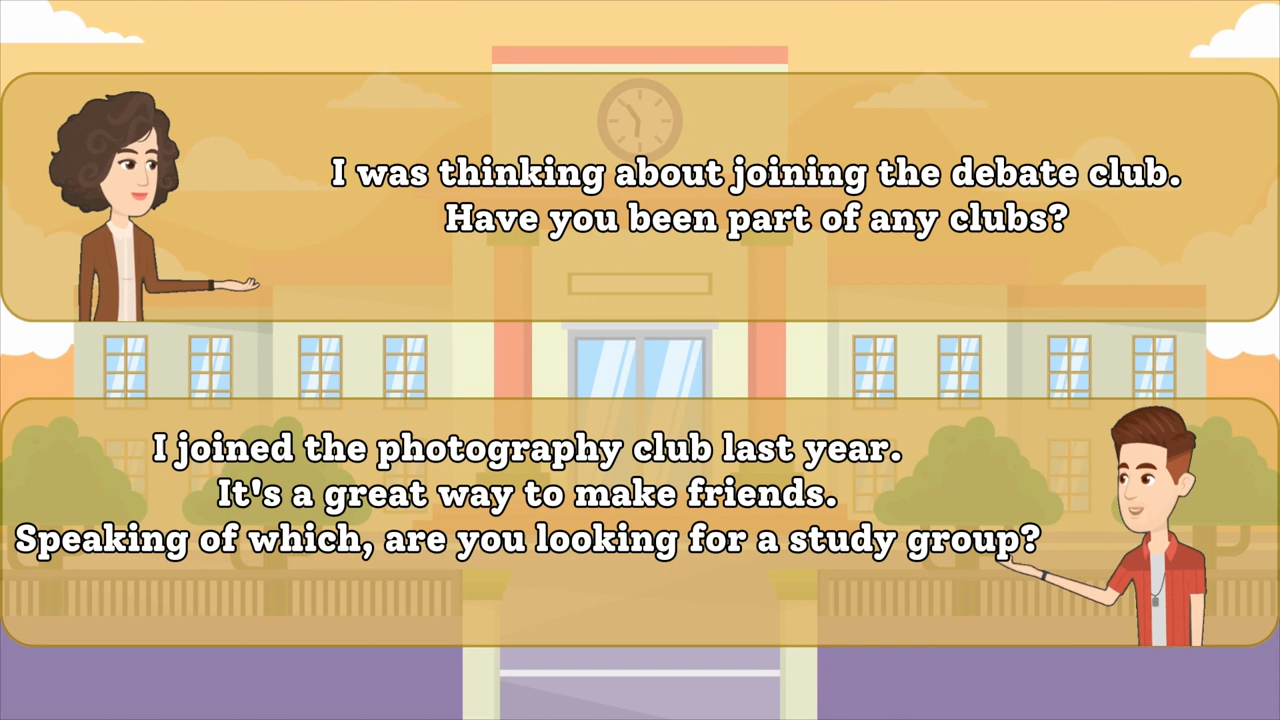 I was thinking about joining the debate club.
Have you been part of any clubs?
I joined the photography club last year.
It's a great way to make friends.
Speaking of which, are you looking for a study group?